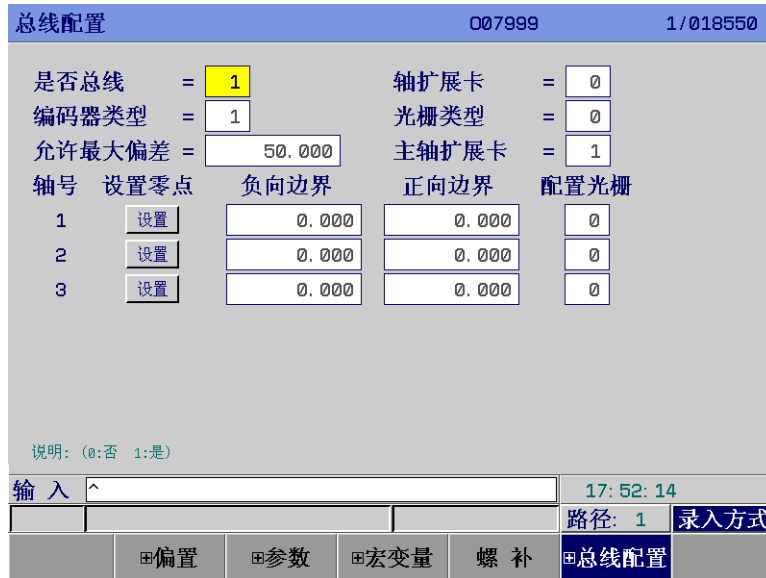 总线配置 O07999 1/018550
是否总线 = 1 轴扩展卡 = 0
编码器类型 = 1 光栅类型 = 0
允许最大偏差 = 50.000 主轴扩展卡 = 1
轴号 设置零点 负向边界 正向边界 配置光栅
1 设置 0.000 0.000 0
2 设置 0.000 0.000 0
3 设置 0.000 0.000 0
说明: (0:否 1:是)
输 入 ^ 17:52:14
路径: 1 录入方式
⊞偏置 ⊞参数 ⊞宏变量 螺 补 ⊞总线配置